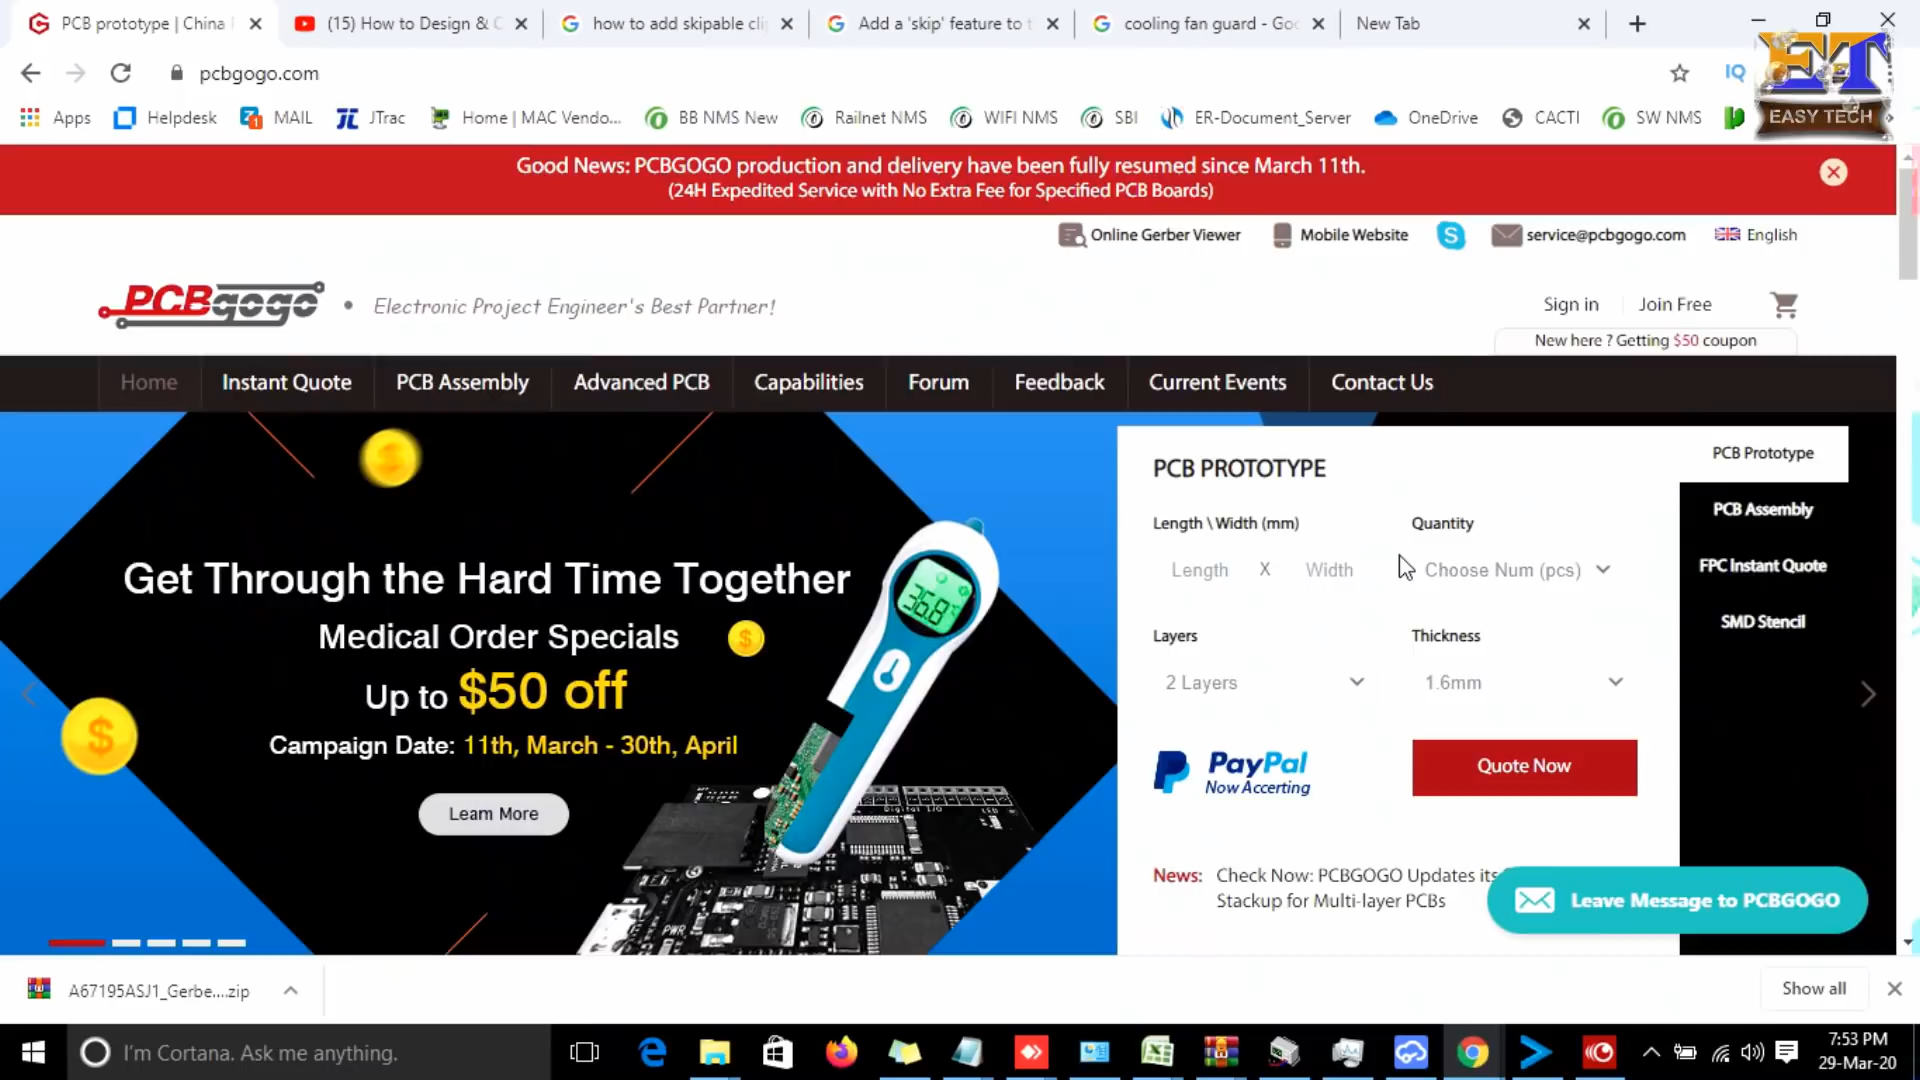 PCB prototype | China
(15) How to Design & C
how to add skipable cli
Add a 'skip' feature to t
cooling fan guard - Goo
New Tab
pcbgogo.com
IQ
ET
EASY TECH
Apps
Helpdesk
MAIL
JTrac
Home | MAC Vendo...
BB NMS New
Railnet NMS
WIFI NMS
SBI
ER-Document_Server
OneDrive
CACTI
SW NMS
Good News: PCBGOGO production and delivery have been fully resumed since March 11th.
(24H Expedited Service with No Extra Fee for Specified PCB Boards)
Online Gerber Viewer
Mobile Website
service@pcbgogo.com
English
PCBgogo
• Electronic Project Engineer's Best Partner!
Sign in
Join Free
New here ? Getting $50 coupon
Home
Instant Quote
PCB Assembly
Advanced PCB
Capabilities
Forum
Feedback
Current Events
Contact Us
Get Through the Hard Time Together
Medical Order Specials
Up to $50 off
Campaign Date: 11th, March - 30th, April
Learn More
36.8
PWR
PCB PROTOTYPE
Length \ Width (mm)
Quantity
Length X Width
Choose Num (pcs)
Layers
Thickness
2 Layers
1.6mm
PayPal
Now Accerting
Quote Now
News: Check Now: PCBGOGO Updates its
Stackup for Multi-layer PCBs
PCB Prototype
PCB Assembly
FPC Instant Quote
SMD Stencil
Leave Message to PCBGOGO
A67195ASJ1_Gerbe....zip
Show all
I'm Cortana. Ask me anything.
7:53 PM
29-Mar-20